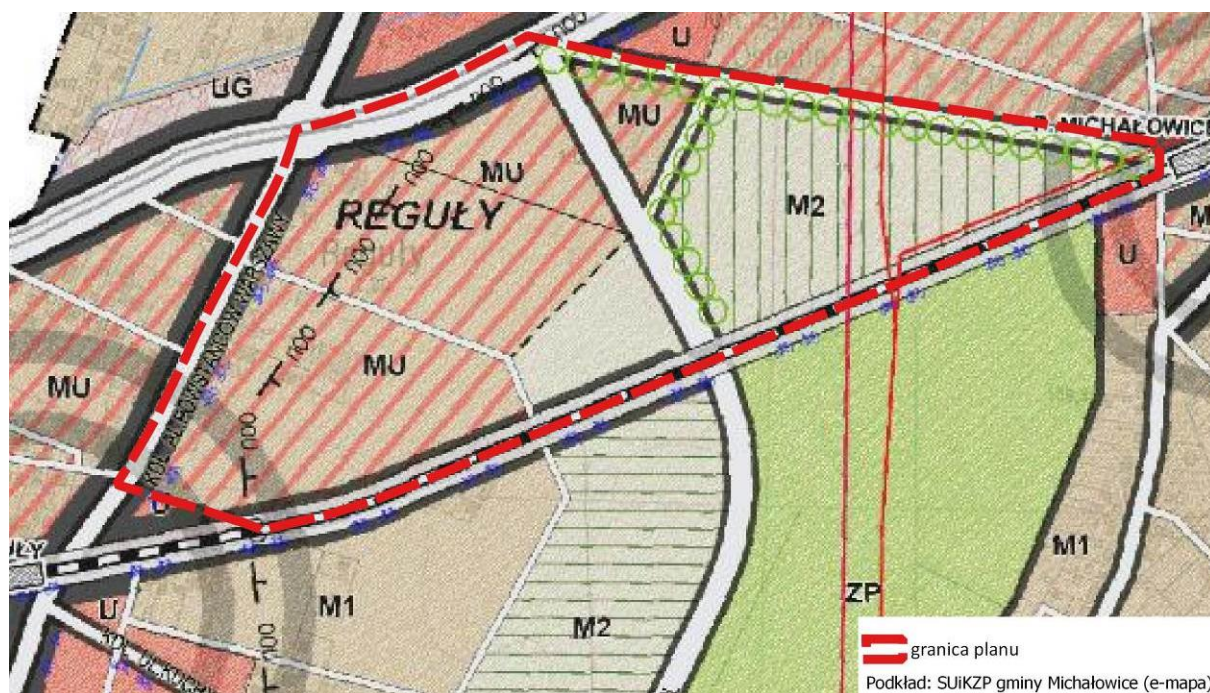 U
UG
P. MICHAŁOWICE
MU
MU
M2
REGUŁY
Reguły
U
MU
MU
M1
U
M1
M2
ZP
granica planu
Podkład: SUiKZP gminy Michałowice (e-mapa)